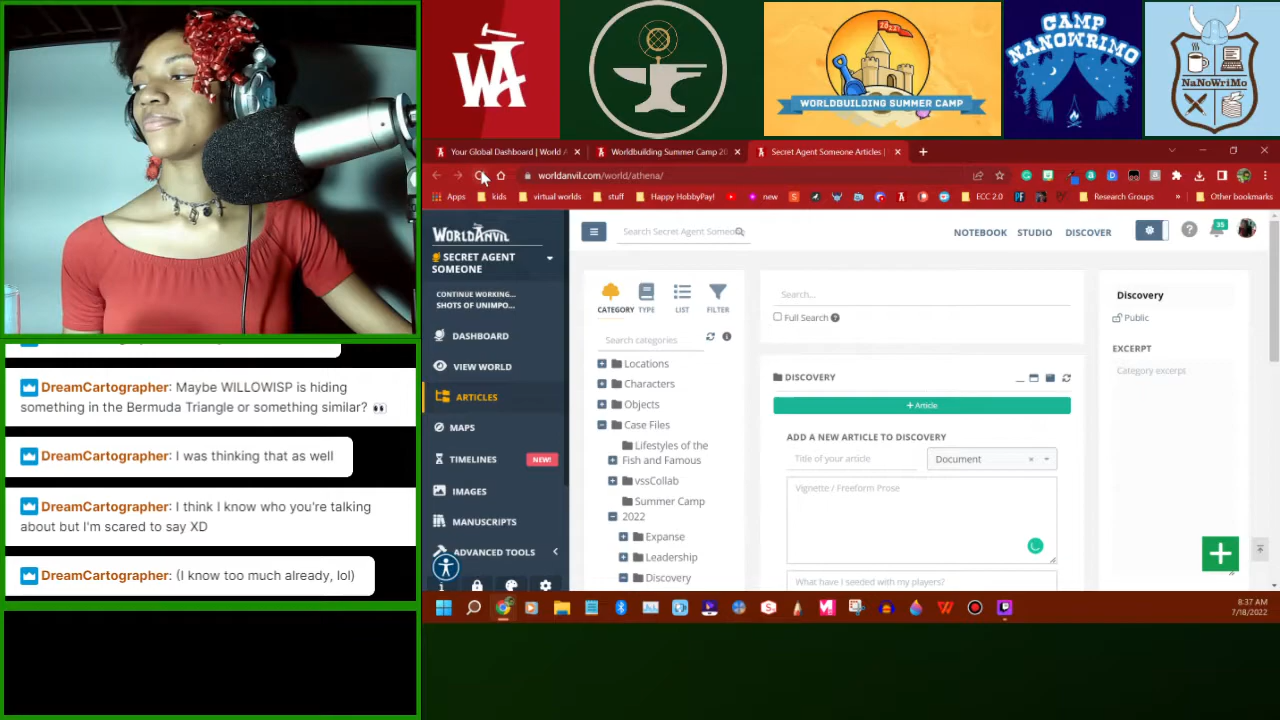 WA
2022
WORLDBUILDING SUMMER CAMP
CAMP
NANOWRIMO
NaNoWriMo
Your Global Dashboard | World A
Worldbuilding Summer Camp 20
Secret Agent Someone Articles |
worldanvil.com/world/athena/
Apps
kids
virtual worlds
stuff
Happy HobbyPay!
new
ECC 2.0
Research Groups
Other bookmarks
WORLDANVIL
SECRET AGENT
SOMEONE
CONTINUE WORKING...
SHOTS OF UNIMPO...
DASHBOARD
VIEW WORLD
ARTICLES
MAPS
TIMELINES
NEW!
IMAGES
MANUSCRIPTS
ADVANCED TOOLS
Search Secret Agent Someone
NOTEBOOK
STUDIO
DISCOVER
35
CATEGORY
TYPE
LIST
FILTER
Search categories
Locations
Characters
Objects
Case Files
Lifestyles of the
Fish and Famous
vssCollab
Summer Camp
2022
Expanse
Leadership
Discovery
Search...
Full Search
DISCOVERY
+ Article
ADD A NEW ARTICLE TO DISCOVERY
Title of your article
Document
Vignette / Freeform Prose
What have I seeded with my players?
Discovery
Public
EXCERPT
Category excerpt
8:37 AM
7/18/2022
DreamCartographer: Maybe WILLOWISP is hiding
something in the Bermuda Triangle or something similar? 👀
DreamCartographer: I was thinking that as well
DreamCartographer: I think I know who you're talking
about but I'm scared to say XD
DreamCartographer: (I know too much already, lol)